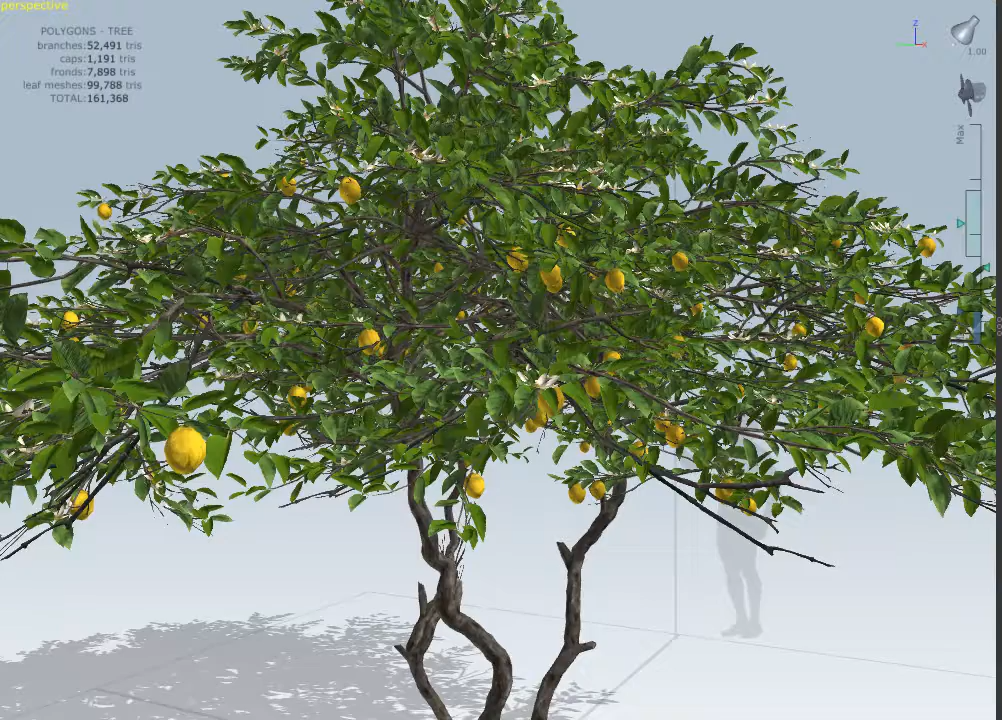 perspective
POLYGONS - TREE
branches:52,491 tris
caps:1,191 tris
fronds:7,898 tris
leaf meshes:99,788 tris
TOTAL:161,368
Z
X
1.00
Max